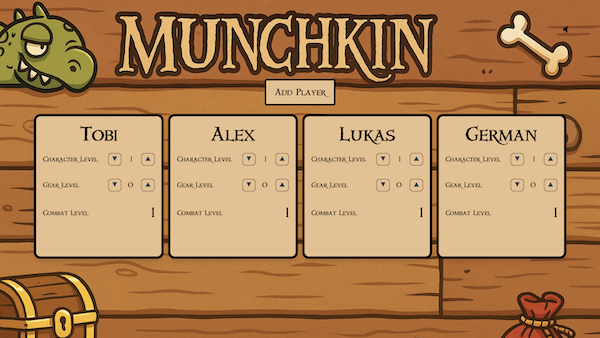 MUNCHKIN
ADD PLAYER
TOBI
CHARACTER LEVEL ▼ 1 ▲
GEAR LEVEL ▼ 0 ▲
COMBAT LEVEL 1
ALEX
CHARACTER LEVEL ▼ 1 ▲
GEAR LEVEL ▼ 0 ▲
COMBAT LEVEL 1
LUKAS
CHARACTER LEVEL ▼ 1 ▲
GEAR LEVEL ▼ 0 ▲
COMBAT LEVEL 1
GERMAN
CHARACTER LEVEL ▼ 1 ▲
GEAR LEVEL ▼ 0 ▲
COMBAT LEVEL 1